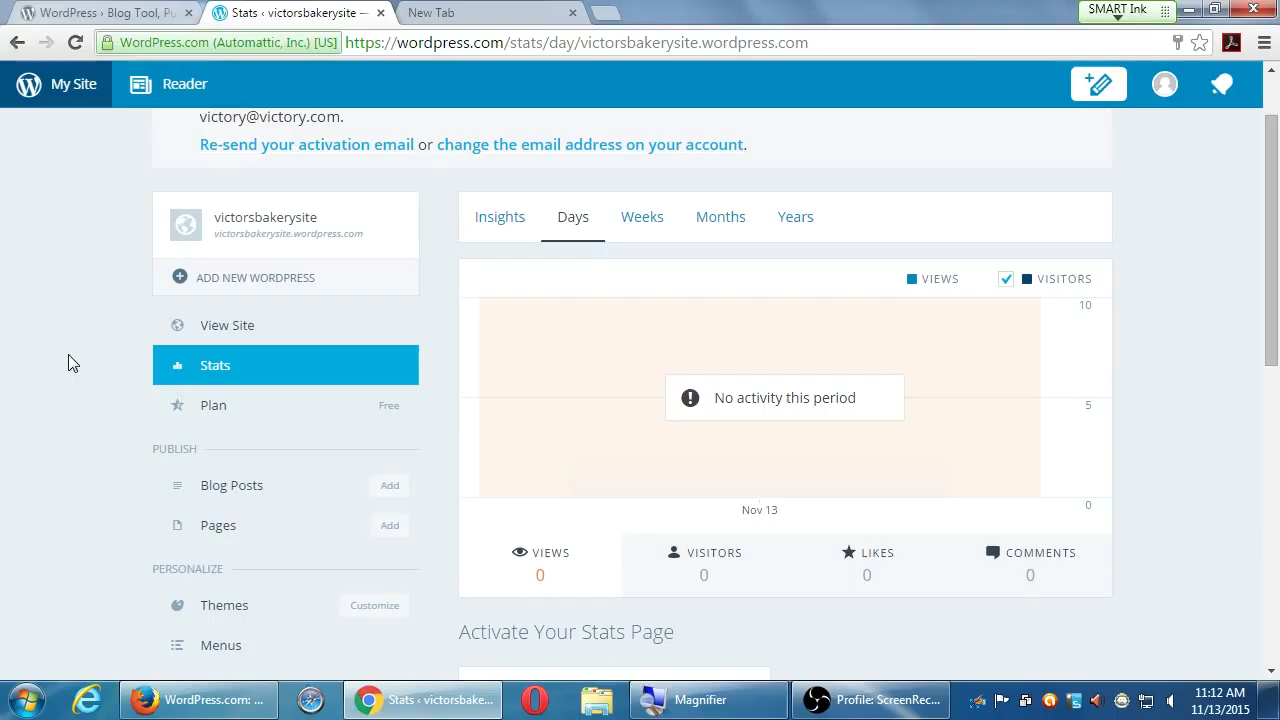 WordPress › Blog Tool, Pu
Stats ‹ victorsbakerysite —
New Tab
SMART Ink
WordPress.com (Automattic, Inc.) [US]
https://wordpress.com/stats/day/victorsbakerysite.wordpress.com
My Site
Reader
victory@victory.com.
Re-send your activation email or change the email address on your account.
victorsbakerysite
victorsbakerysite.wordpress.com
ADD NEW WORDPRESS
View Site
Stats
Plan
Free
PUBLISH
Blog Posts
Add
Pages
Add
PERSONALIZE
Themes
Customize
Menus
Insights
Days
Weeks
Months
Years
VIEWS
VISITORS
10
No activity this period
5
0
Nov 13
VIEWS
0
VISITORS
0
LIKES
0
COMMENTS
0
Activate Your Stats Page
WordPress.com: ...
Stats ‹ victorsbake...
Magnifier
Profile: ScreenRec...
11:12 AM
11/13/2015